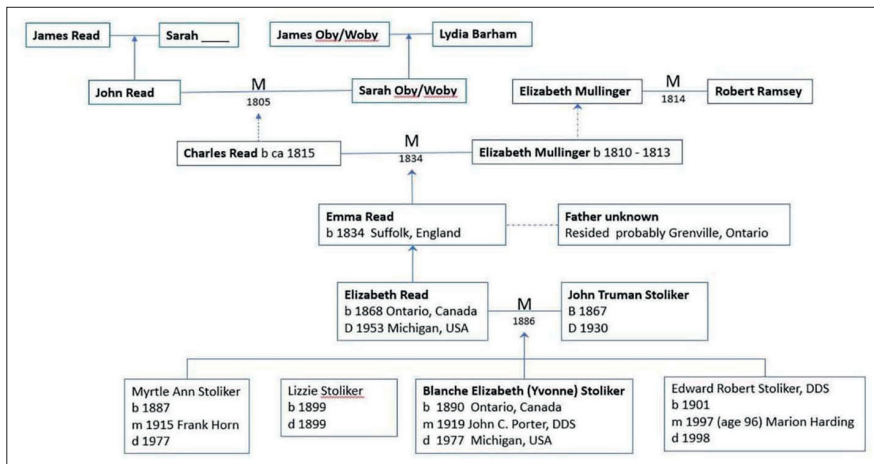 James Read
Sarah ____
James Oby/Woby
Lydia Barham
John Read
M
1805
Sarah Oby/Woby
Elizabeth Mullinger
M
1814
Robert Ramsey
Charles Read b ca 1815
M
1834
Elizabeth Mullinger b 1810 - 1813
Emma Read
b 1834 Suffolk, England
Father unknown
Resided probably Grenville, Ontario
Elizabeth Read
b 1868 Ontario, Canada
D 1953 Michigan, USA
M
1886
John Truman Stoliker
B 1867
D 1930
Myrtle Ann Stoliker
b 1887
m 1915 Frank Horn
d 1977
Lizzie Stoliker
b 1899
d 1899
Blanche Elizabeth (Yvonne) Stoliker
b 1890 Ontario, Canada
m 1919 John C. Porter, DDS
d 1977 Michigan, USA
Edward Robert Stoliker, DDS
b 1901
m 1997 (age 96) Marion Harding
d 1998